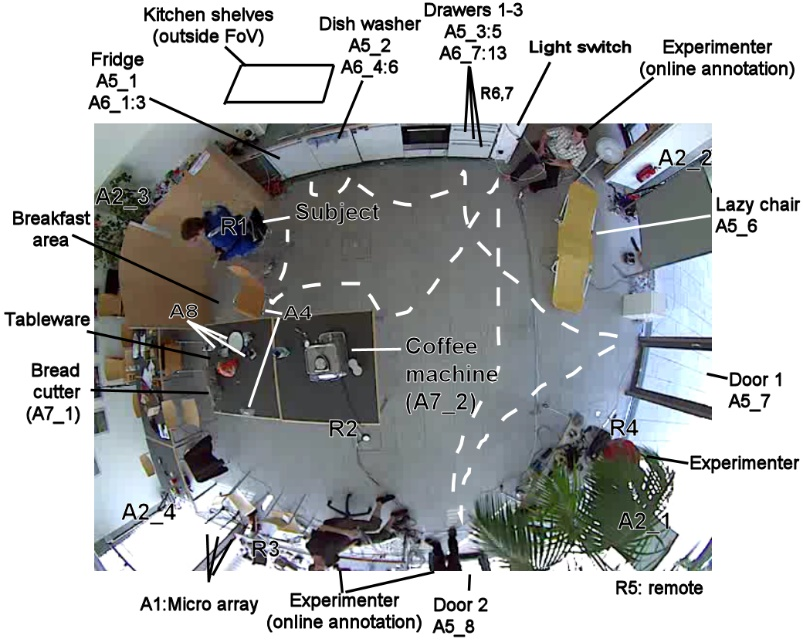 Kitchen shelves
(outside FoV)
Dish washer
A5_2
A6_4:6
Drawers 1-3
A5_3:5
A6_7:13
R6,7
Light switch
Experimenter
(online annotation)
Fridge
A5_1
A6_1:3
A2_3
A2_2
R1
Subject
Lazy chair
A5_6
Breakfast
area
A8
A4
Tableware
Coffee
machine
(A7_2)
Bread
cutter
(A7_1)
Door 1
A5_7
R2
R4
Experimenter
A2_4
A2_1
R3
A1:Micro array
Experimenter
(online annotation)
Door 2
A5_8
R5: remote